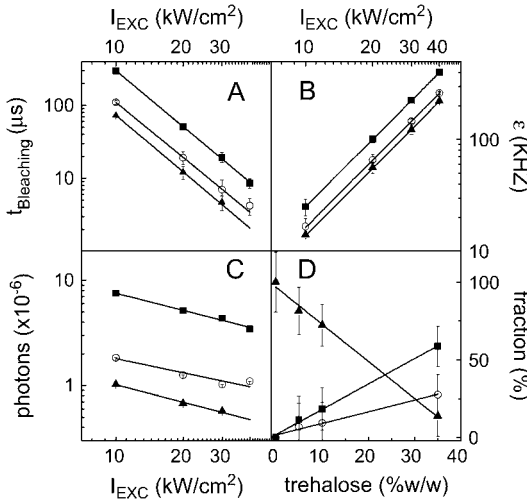 I_EXC (kW/cm²) I_EXC (kW/cm²)
10 20 30 10 20 30 40
A B
100
10
t_Bleaching (µs)
100
10
ε (KHZ)
C D
10
1
photons (x10⁻⁶)
100
50
0
fraction (%)
10 20 30 0 10 20 30 40
I_EXC (kW/cm²) trehalose (%w/w)